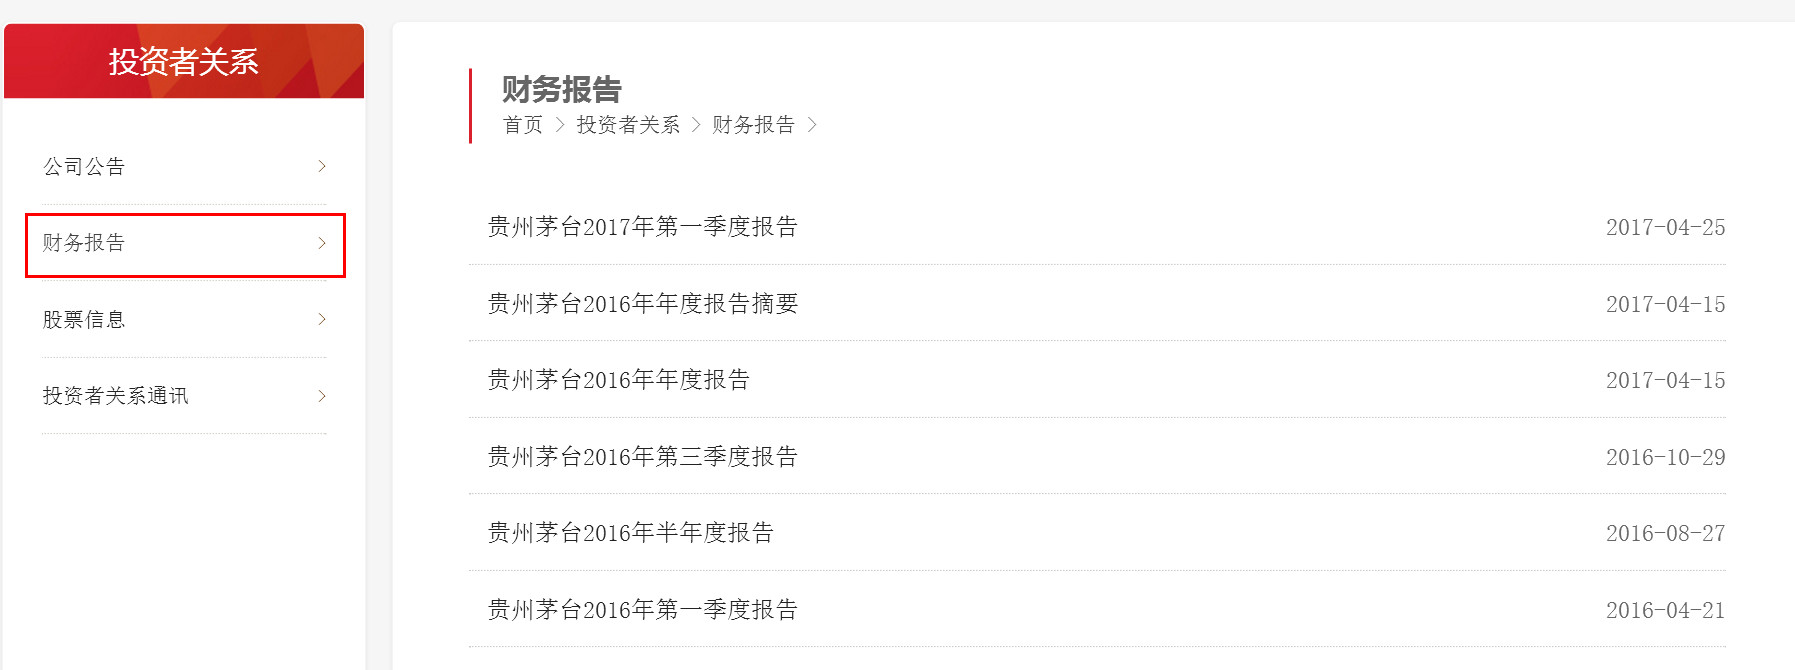 投资者关系
公司公告
财务报告
股票信息
投资者关系通讯
财务报告
首页 > 投资者关系 > 财务报告 >
贵州茅台2017年第一季度报告 2017-04-25
贵州茅台2016年年度报告摘要 2017-04-15
贵州茅台2016年年度报告 2017-04-15
贵州茅台2016年第三季度报告 2016-10-29
贵州茅台2016年半年度报告 2016-08-27
贵州茅台2016年第一季度报告 2016-04-21